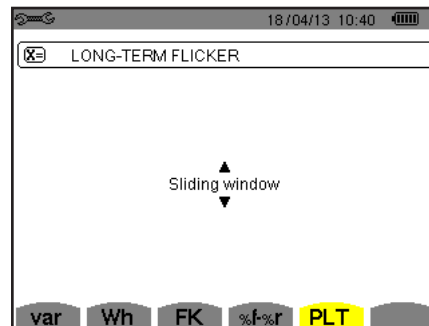 18/04/13 10:40
X= LONG-TERM FLICKER
Sliding window
var Wh FK %f-%r PLT